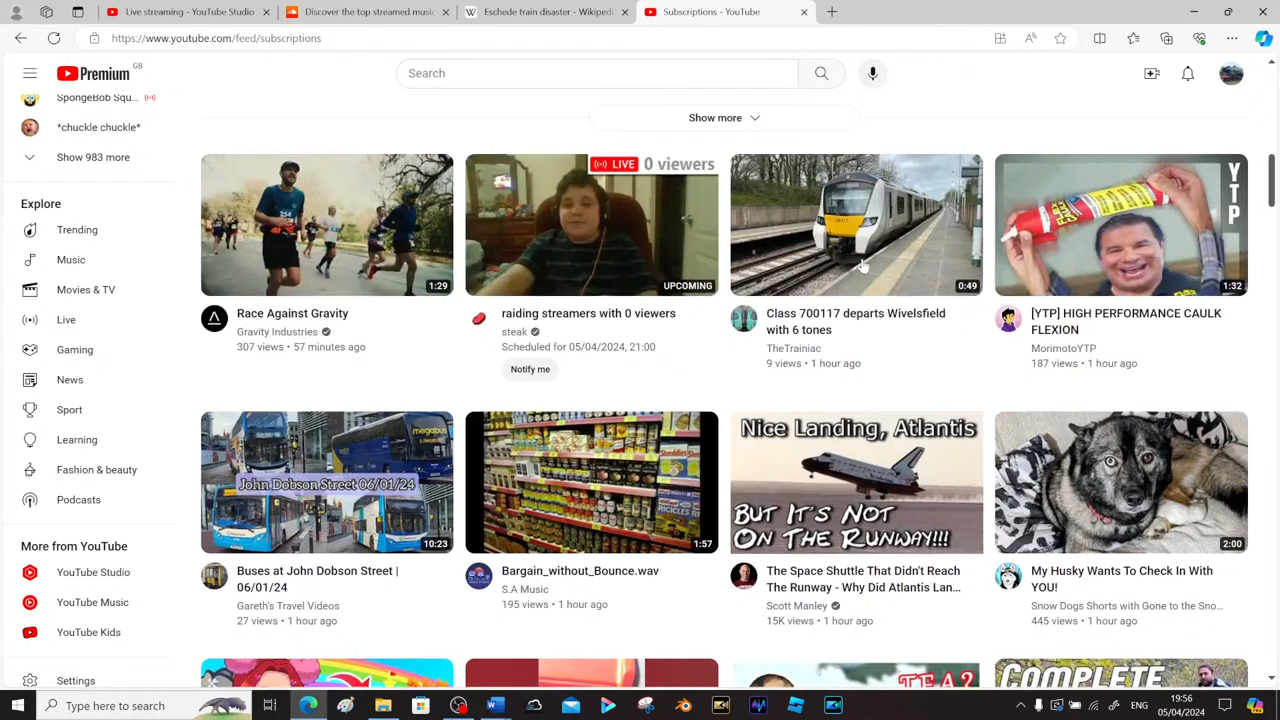 Live streaming - YouTube Studio
Discover the top streamed music
Eschede train disaster - Wikiped
Subscriptions - YouTube
https://www.youtube.com/feed/subscriptions
Premium GB
Search
SpongeBob Squ...
*chuckle chuckle*
Show 983 more
Explore
Trending
Music
Movies & TV
Live
Gaming
News
Sport
Learning
Fashion & beauty
Podcasts
More from YouTube
YouTube Studio
YouTube Music
YouTube Kids
Settings
Show more
254
1:29
Race Against Gravity
Gravity Industries
307 views • 57 minutes ago
LIVE 0 viewers
UPCOMING
raiding streamers with 0 viewers
steak
Scheduled for 05/04/2024, 21:00
Notify me
0:49
Class 700117 departs Wivelsfield
with 6 tones
TheTrainiac
9 views • 1 hour ago
YTP
1:32
[YTP] HIGH PERFORMANCE CAULK
FLEXION
MorimotoYTP
187 views • 1 hour ago
megabus
John Dobson Street 06/01/24
10:23
Buses at John Dobson Street |
06/01/24
Gareth's Travel Videos
27 views • 1 hour ago
Shreddies
RICICLES
1:57
Bargain_without_Bounce.wav
S.A Music
195 views • 1 hour ago
Nice Landing, Atlantis
BUT IT'S NOT
ON THE RUNWAY!!!
The Space Shuttle That Didn't Reach
The Runway - Why Did Atlantis Lan...
Scott Manley
15K views • 1 hour ago
2:00
My Husky Wants To Check In With
YOU!
Snow Dogs Shorts with Gone to the Sno...
445 views • 1 hour ago
TEA?
COMPLETE
Type here to search
ENG
19:56
05/04/2024